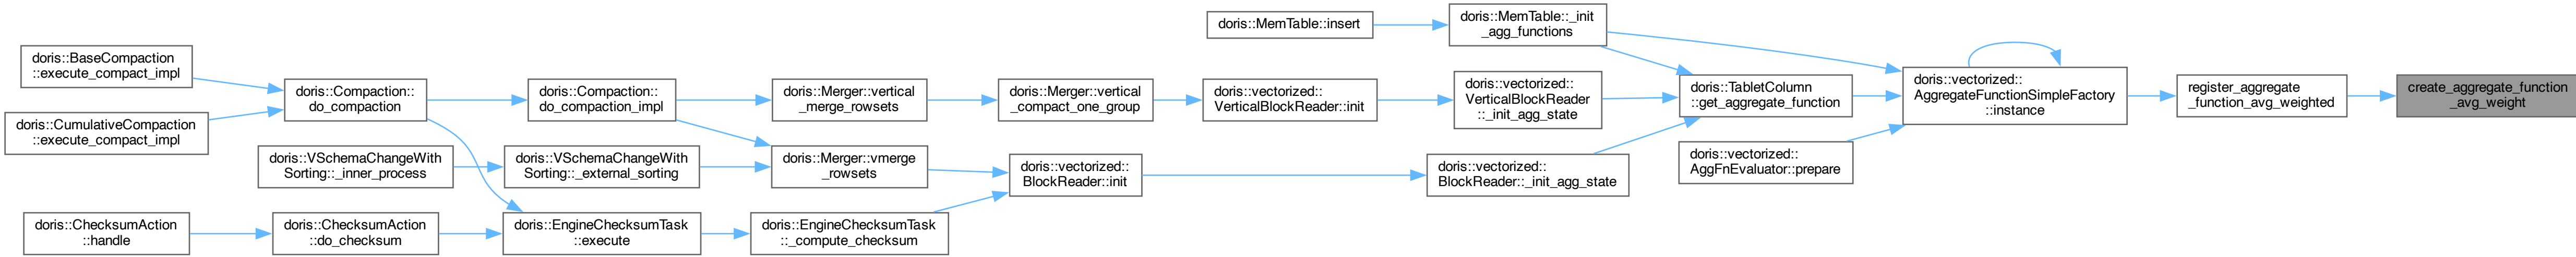 doris::BaseCompaction
::execute_compact_impl
doris::CumulativeCompaction
::execute_compact_impl
doris::Compaction::
do_compaction
doris::VSchemaChangeWith
Sorting::_inner_process
doris::ChecksumAction
::handle
doris::ChecksumAction
::do_checksum
doris::Compaction::
do_compaction_impl
doris::VSchemaChangeWith
Sorting::_external_sorting
doris::EngineChecksumTask
::execute
doris::Merger::vertical
_merge_rowsets
doris::Merger::vmerge
_rowsets
doris::EngineChecksumTask
::_compute_checksum
doris::Merger::vertical
_compact_one_group
doris::vectorized::
BlockReader::init
doris::MemTable::insert
doris::vectorized::
VerticalBlockReader::init
doris::MemTable::_init
_agg_functions
doris::vectorized::
VerticalBlockReader
::_init_agg_state
doris::vectorized::
BlockReader::_init_agg_state
doris::TabletColumn
::get_aggregate_function
doris::vectorized::
AggFnEvaluator::prepare
doris::vectorized::
AggregateFunctionSimpleFactory
::instance
register_aggregate
_function_avg_weighted
create_aggregate_function
_avg_weight